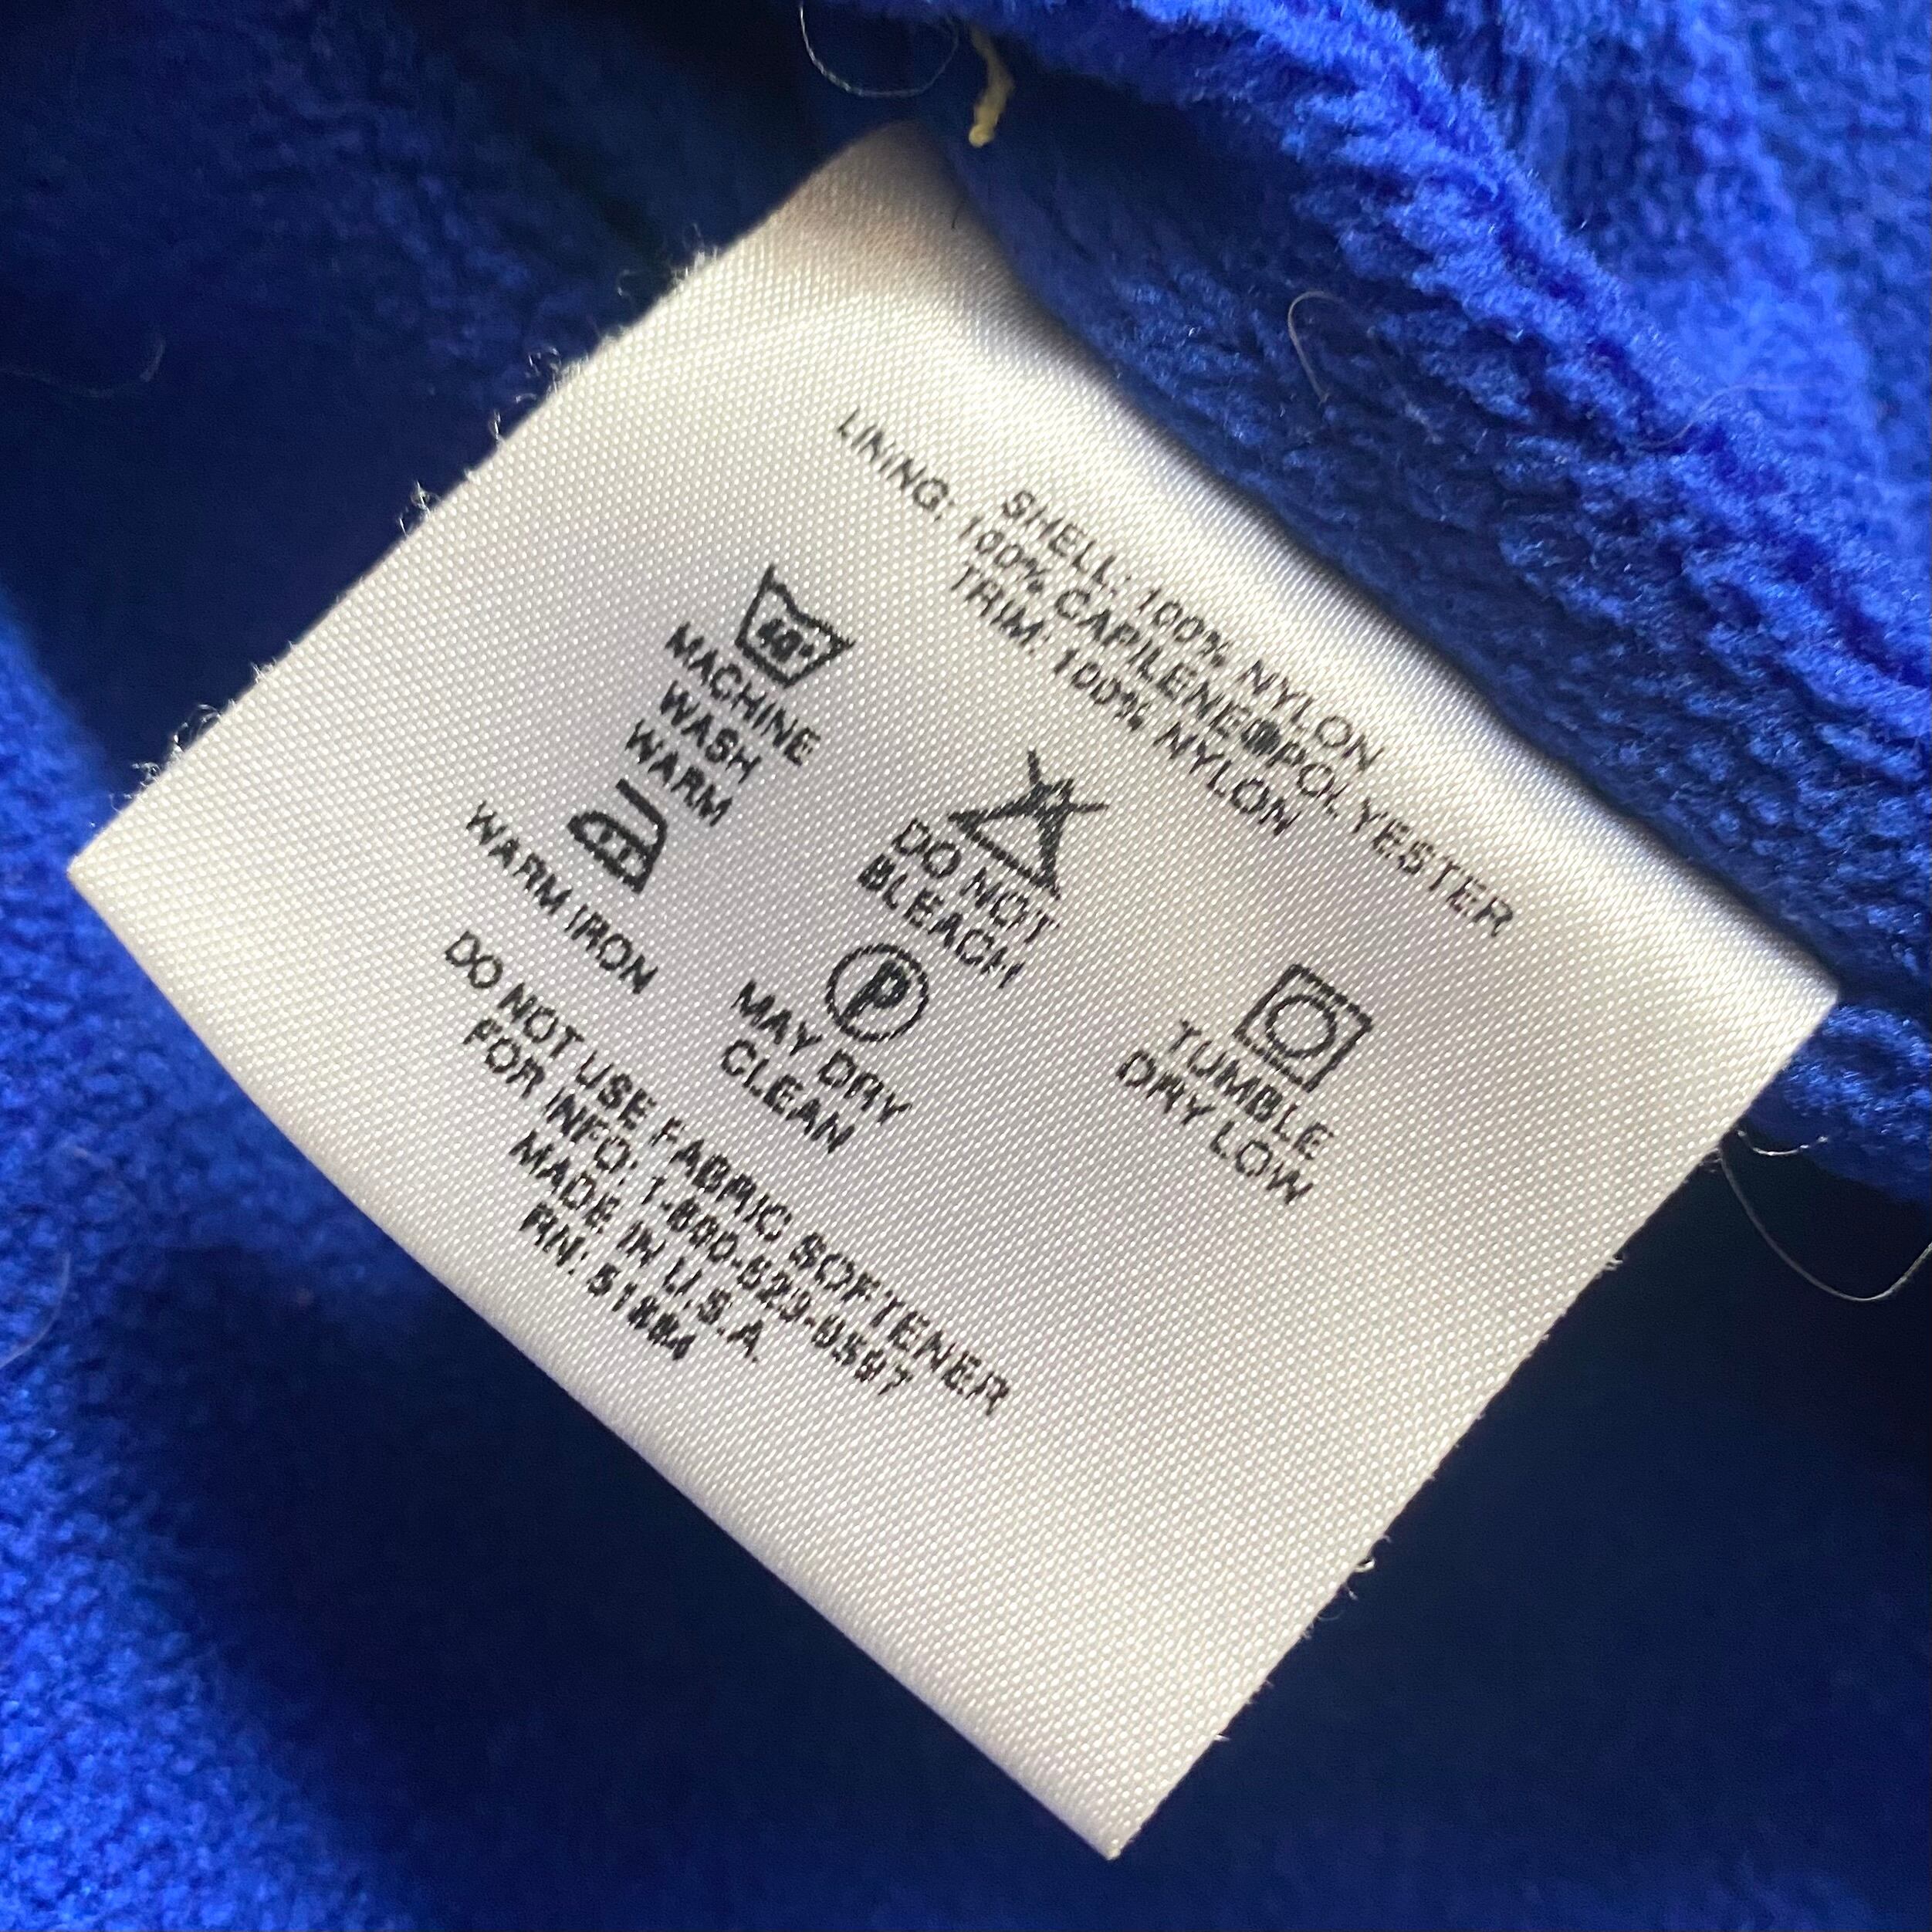 SHELL: 100% NYLON
LINING: 100% CAPILENE®POLYESTER
TRIM: 100% NYLON
40°
MACHINE
WASH
WARM
DO NOT
BLEACH
TUMBLE
DRY LOW
WARM IRON
P
MAY DRY
CLEAN
DO NOT USE FABRIC SOFTENER
FOR INFO: 1-800-523-9597
MADE IN U.S.A.
RN: 51884